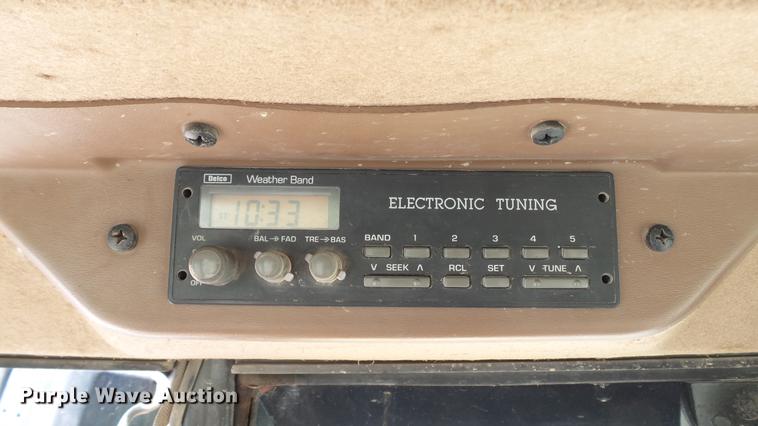 Delco Weather Band
10:33
ELECTRONIC TUNING
VOL BAL FAD TRE BAS
OFF
BAND 1 2 3 4 5
V SEEK Λ RCL SET V TUNE Λ
Purple Wave Auction